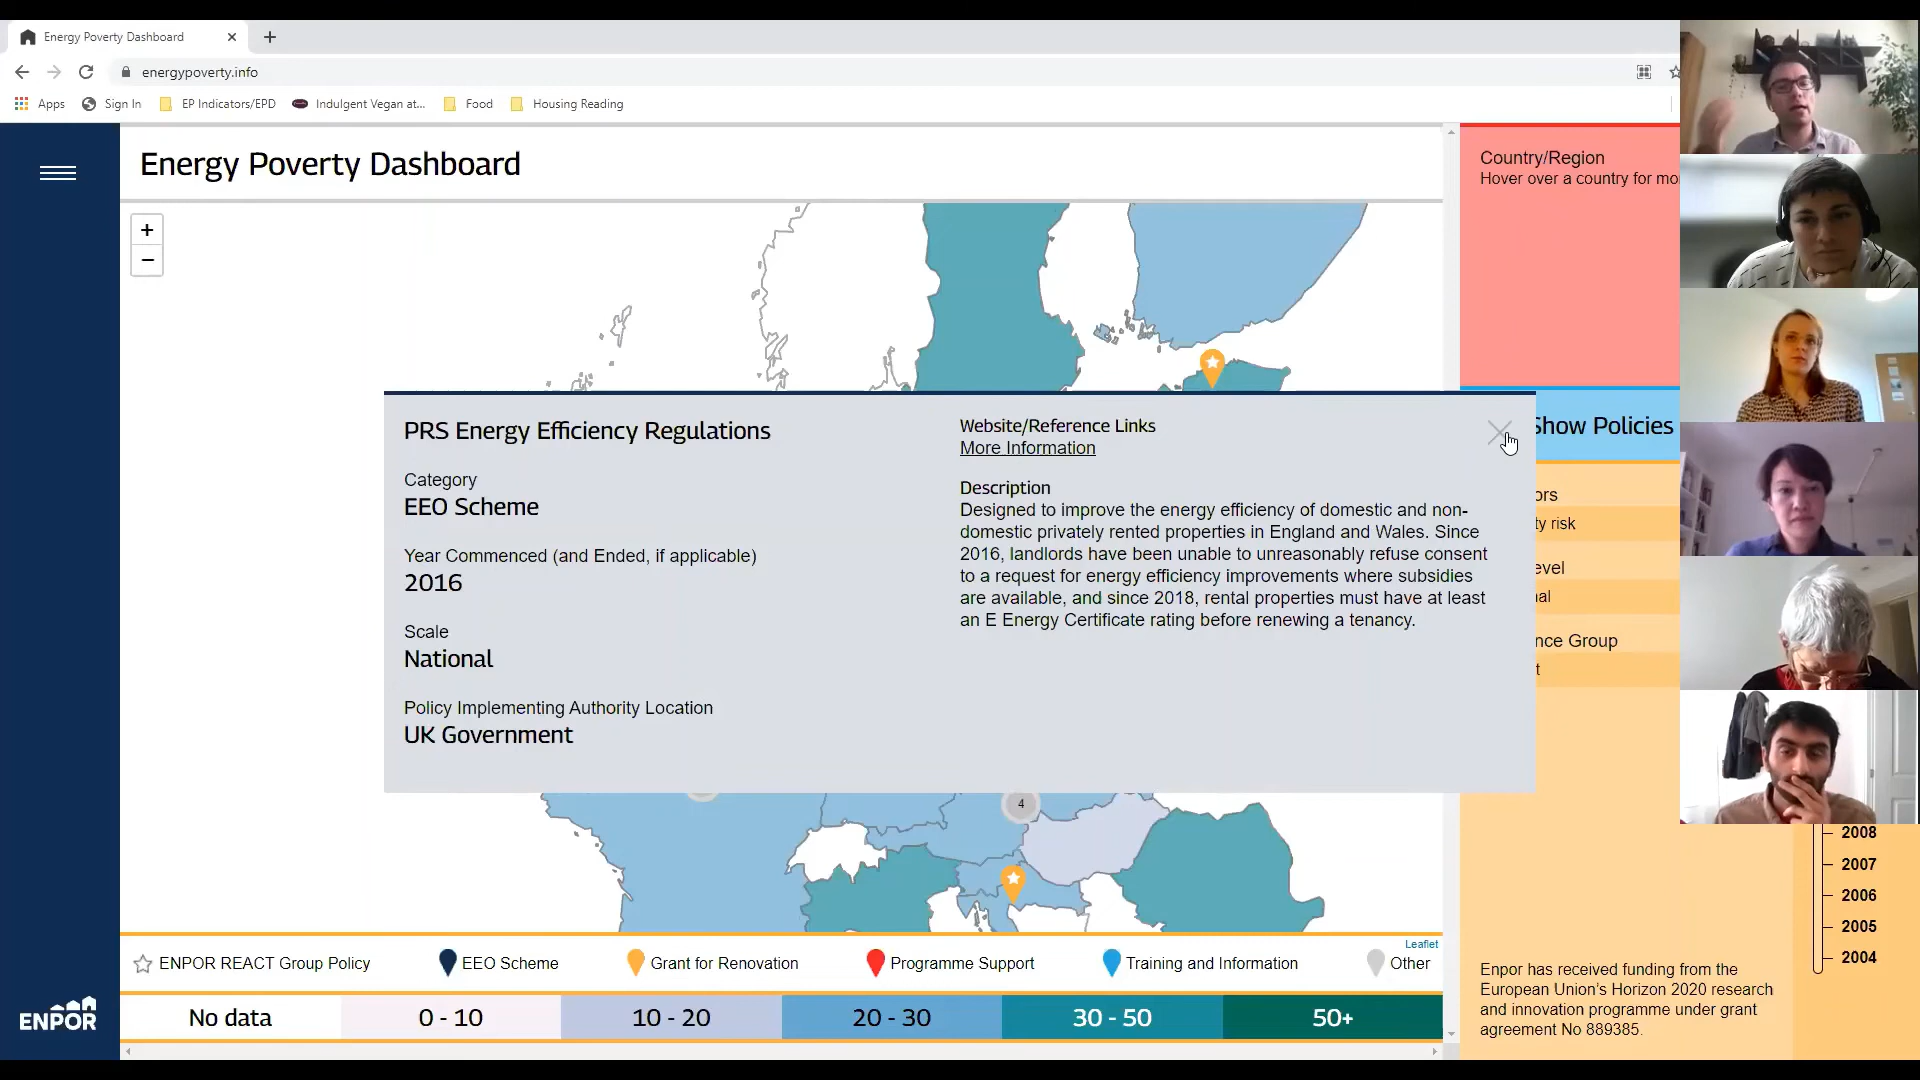 Energy Poverty Dashboard
energypoverty.info
Apps
Sign In
EP Indicators/EPD
Indulgent Vegan at...
Food
Housing Reading
Energy Poverty Dashboard
+
−
Country/Region
Hover over a country for mo
PRS Energy Efficiency Regulations
Category
EEO Scheme
Year Commenced (and Ended, if applicable)
2016
Scale
National
Policy Implementing Authority Location
UK Government
Website/Reference Links
More Information
Description
Designed to improve the energy efficiency of domestic and non-
domestic privately rented properties in England and Wales. Since
2016, landlords have been unable to unreasonably refuse consent
to a request for energy efficiency improvements where subsidies
are available, and since 2018, rental properties must have at least
an E Energy Certificate rating before renewing a tenancy.
Show Policies
ors
ty risk
evel
nal
nce Group
t
4
2008
2007
2006
2005
2004
Leaflet
ENPOR REACT Group Policy
EEO Scheme
Grant for Renovation
Programme Support
Training and Information
Other
No data
0 - 10
10 - 20
20 - 30
30 - 50
50+
ENPOR
Enpor has received funding from the
European Union's Horizon 2020 research
and innovation programme under grant
agreement No 889385.